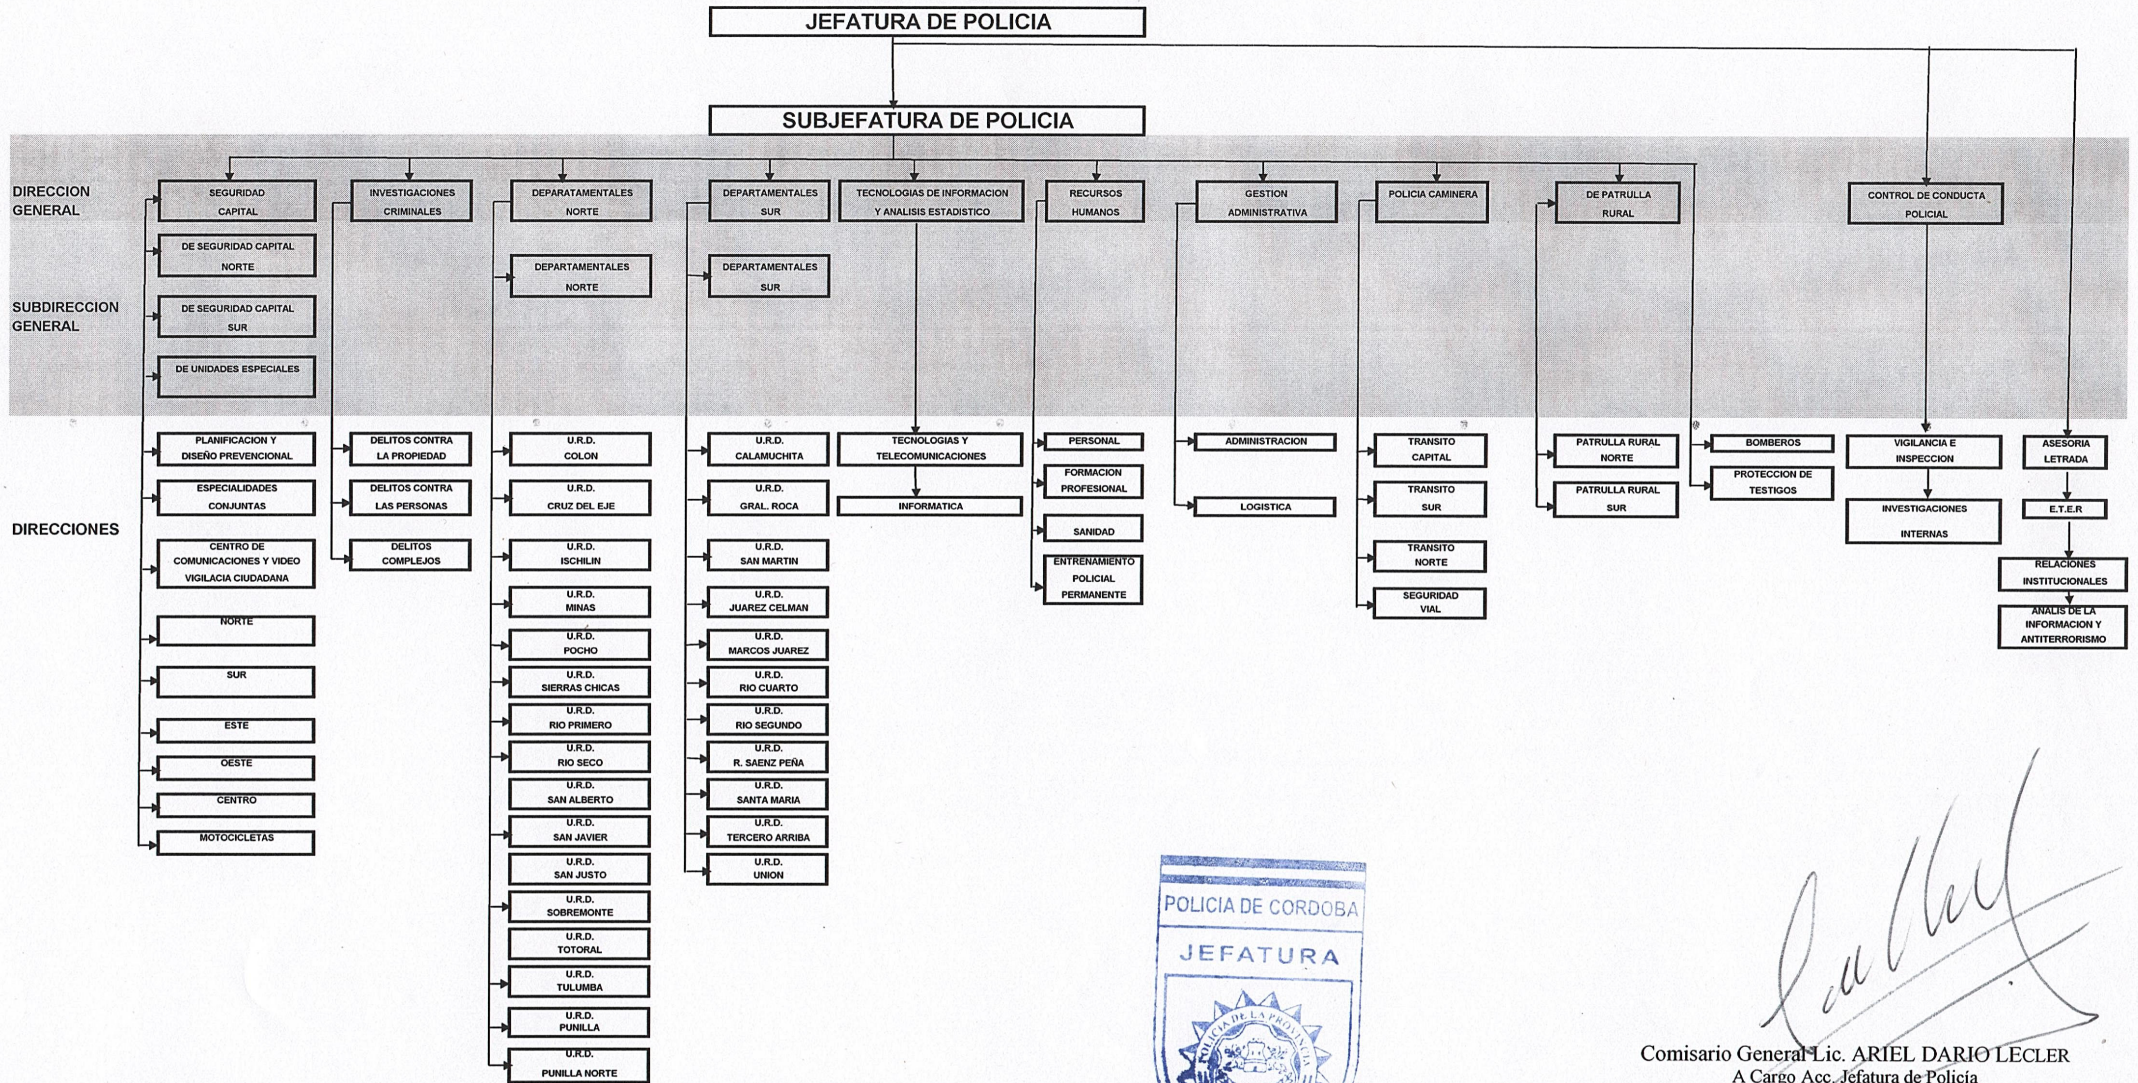 JEFATURA DE POLICIA
SUBJEFATURA DE POLICIA
DIRECCION
GENERAL
SEGURIDAD
CAPITAL
INVESTIGACIONES
CRIMINALES
DEPARATAMENTALES
NORTE
DEPARTAMENTALES
SUR
TECNOLOGIAS DE INFORMACION
Y ANALISIS ESTADISTICO
RECURSOS
HUMANOS
GESTION
ADMINISTRATIVA
POLICIA CAMINERA
DE PATRULLA
RURAL
CONTROL DE CONDUCTA
POLICIAL
SUBDIRECCION
GENERAL
DE SEGURIDAD CAPITAL
NORTE
DE SEGURIDAD CAPITAL
SUR
DE UNIDADES ESPECIALES
DEPARTAMENTALES
NORTE
DEPARTAMENTALES
SUR
DIRECCIONES
PLANIFICACION Y
DISEÑO PREVENCIONAL
ESPECIALIDADES
CONJUNTAS
CENTRO DE
COMUNICACIONES Y VIDEO
VIGILACIA CIUDADANA
NORTE
SUR
ESTE
OESTE
CENTRO
MOTOCICLETAS
DELITOS CONTRA
LA PROPIEDAD
DELITOS CONTRA
LAS PERSONAS
DELITOS
COMPLEJOS
U.R.D.
COLON
U.R.D.
CRUZ DEL EJE
U.R.D.
ISCHILIN
U.R.D.
MINAS
U.R.D.
POCHO
U.R.D.
SIERRAS CHICAS
U.R.D.
RIO PRIMERO
U.R.D.
RIO SECO
U.R.D.
SAN ALBERTO
U.R.D.
SAN JAVIER
U.R.D.
SAN JUSTO
U.R.D.
SOBREMONTE
U.R.D.
TOTORAL
U.R.D.
TULUMBA
U.R.D.
PUNILLA
U.R.D.
PUNILLA NORTE
U.R.D.
CALAMUCHITA
U.R.D.
GRAL. ROCA
U.R.D.
SAN MARTIN
U.R.D.
JUAREZ CELMAN
U.R.D.
MARCOS JUAREZ
U.R.D.
RIO CUARTO
U.R.D.
RIO SEGUNDO
U.R.D.
R. SAENZ PEÑA
U.R.D.
SANTA MARIA
U.R.D.
TERCERO ARRIBA
U.R.D.
UNION
TECNOLOGIAS Y
TELECOMUNICACIONES
INFORMATICA
PERSONAL
FORMACION
PROFESIONAL
SANIDAD
ENTRENAMIENTO
POLICIAL
PERMANENTE
ADMINISTRACION
LOGISTICA
TRANSITO
CAPITAL
TRANSITO
SUR
TRANSITO
NORTE
SEGURIDAD
VIAL
PATRULLA RURAL
NORTE
PATRULLA RURAL
SUR
BOMBEROS
PROTECCION DE
TESTIGOS
VIGILANCIA E
INSPECCION
INVESTIGACIONES
INTERNAS
ASESORIA
LETRADA
E.T.E.R
RELACIONES
INSTITUCIONALES
ANALIS DE LA
INFORMACION Y
ANTITERRORISMO
POLICIA DE CORDOBA
JEFATURA
POLICIA DE LA PROVINCIA
Comisario General Lic. ARIEL DARIO LECLER
A Cargo Acc. Jefatura de Policía